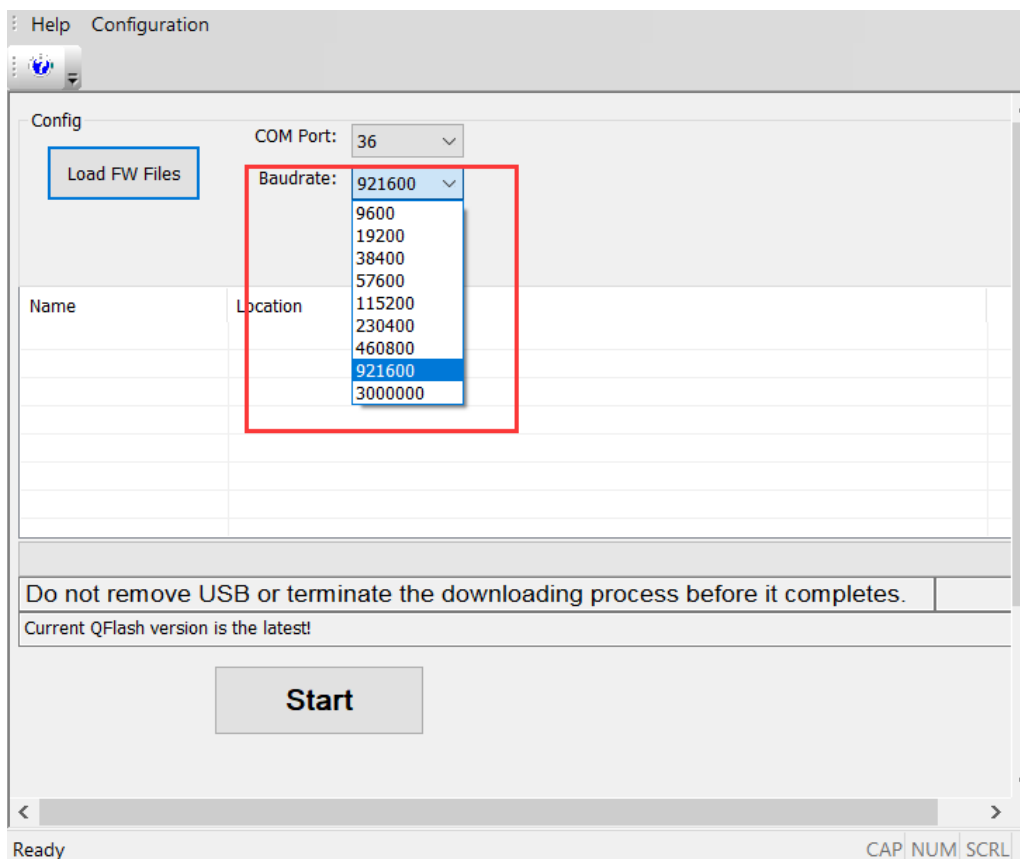 Help Configuration
Config
COM Port: 36
Load FW Files
Baudrate: 921600
9600
19200
38400
57600
115200
230400
460800
921600
3000000
Name Location
Do not remove USB or terminate the downloading process before it completes.
Current QFlash version is the latest!
Start
Ready CAP NUM SCRL